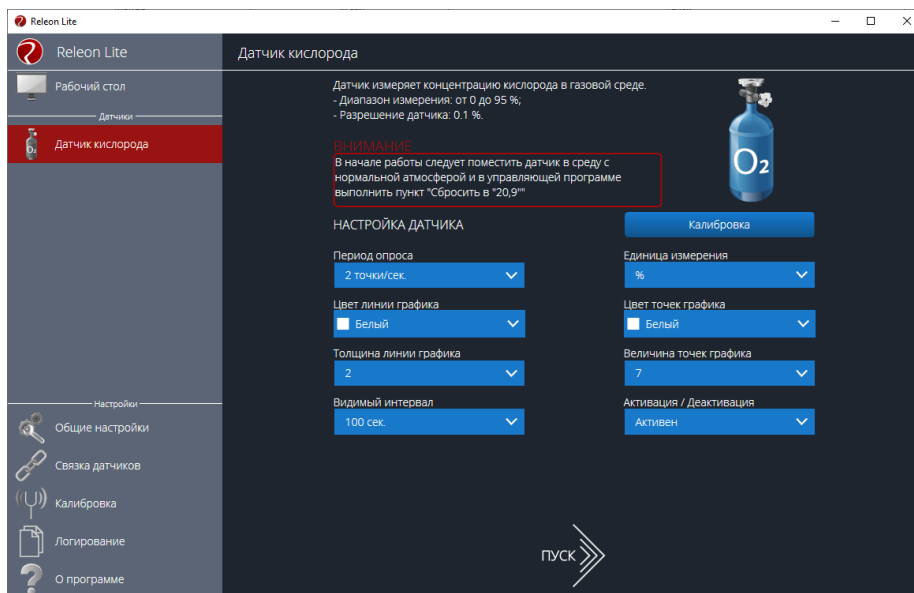 Releon Lite
Releon Lite
Датчик кислорода
Рабочий стол
Датчики
O₂
Датчик кислорода
Датчик измеряет концентрацию кислорода в газовой среде.
- Диапазон измерения: от 0 до 95 %;
- Разрешение датчика: 0.1 %.
O₂
ВНИМАНИЕ
В начале работы следует поместить датчик в среду с
нормальной атмосферой и в управляющей программе
выполнить пункт "Сбросить в "20,9""
НАСТРОЙКА ДАТЧИКА
Калибровка
Период опроса
Единица измерения
2 точки/сек.
%
Цвет линии графика
Цвет точек графика
Белый
Белый
Толщина линии графика
Величина точек графика
2
7
Видимый интервал
Активация / Деактивация
100 сек.
Активен
Настройки
Общие настройки
Связка датчиков
Калибровка
Логирование
О программе
ПУСК